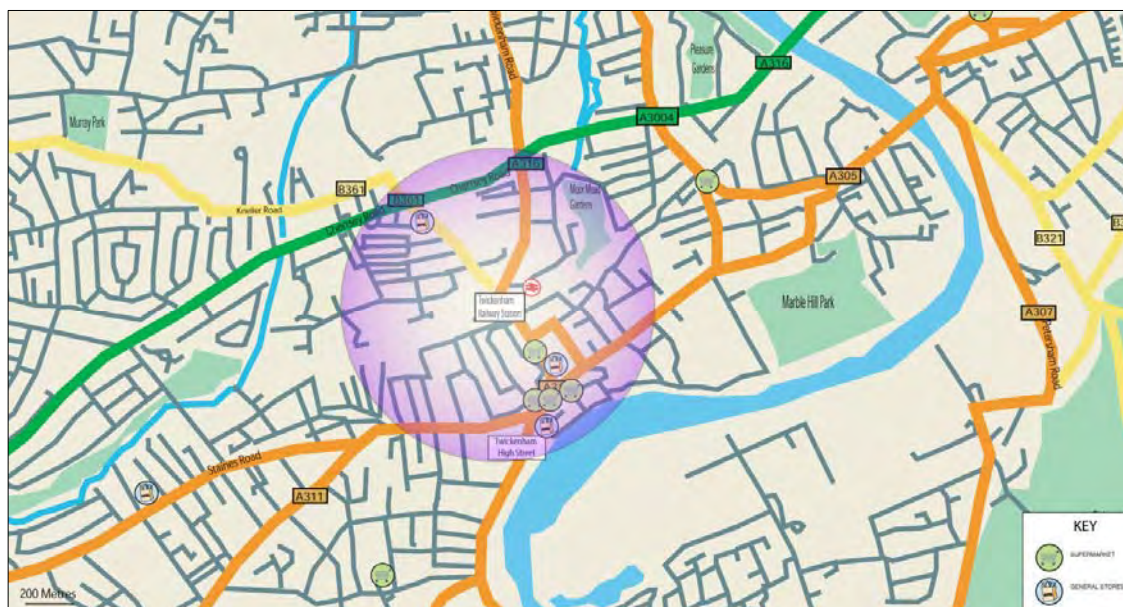 A316
Pleasure
Gardens
A3004
Murray Park
A316
B361
Chertsey Road
A305
Kneller Road
Chertsey Road
Moor Mead
Gardens
B321
Twickenham
Railway Station
Marble Hill Park
A307
Petersham Road
Twickenham
High Street
Staines Road
A311
KEY
SUPERMARKET
GENERAL STORES
200 Metres